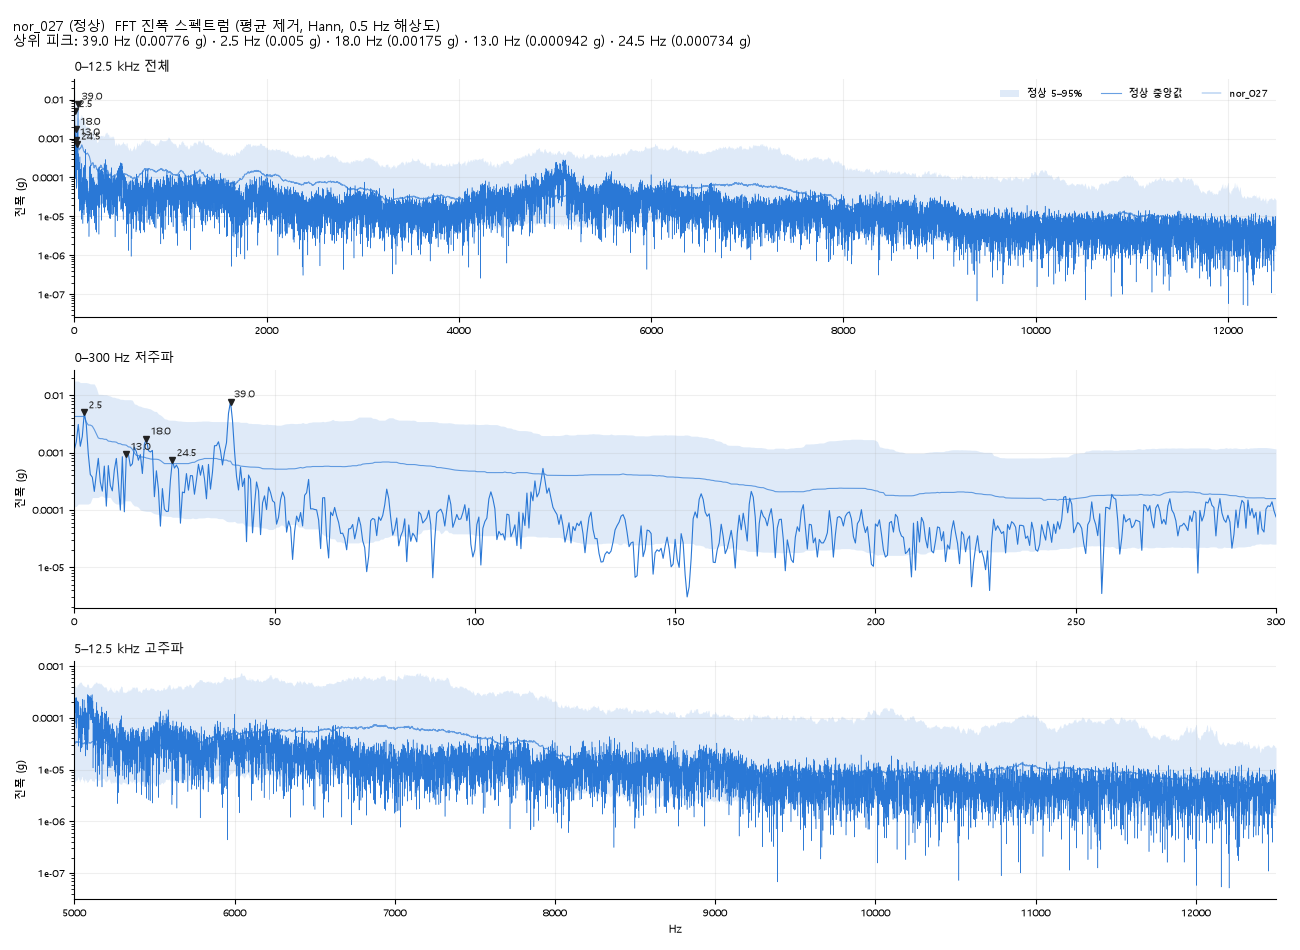 nor_027 (정상)  FFT 진폭 스펙트럼 (평균 제거, Hann, 0.5 Hz 해상도)
상위 피크: 39.0 Hz (0.00776 g) · 2.5 Hz (0.005 g) · 18.0 Hz (0.00175 g) · 13.0 Hz (0.000942 g) · 24.5 Hz (0.000734 g)
0–12.5 kHz 전체
정상 5–95%
정상 중앙값
nor_027
39.0
2.5
18.0
13.0
24.5
진폭 (g)
0.01
0.001
0.0001
1e-05
1e-06
1e-07
0 2000 4000 6000 8000 10000 12000
0–300 Hz 저주파
39.0
2.5
18.0
13.0
24.5
진폭 (g)
0.01
0.001
0.0001
1e-05
0 50 100 150 200 250 300
5–12.5 kHz 고주파
진폭 (g)
0.001
0.0001
1e-05
1e-06
1e-07
5000 6000 7000 8000 9000 10000 11000 12000
Hz